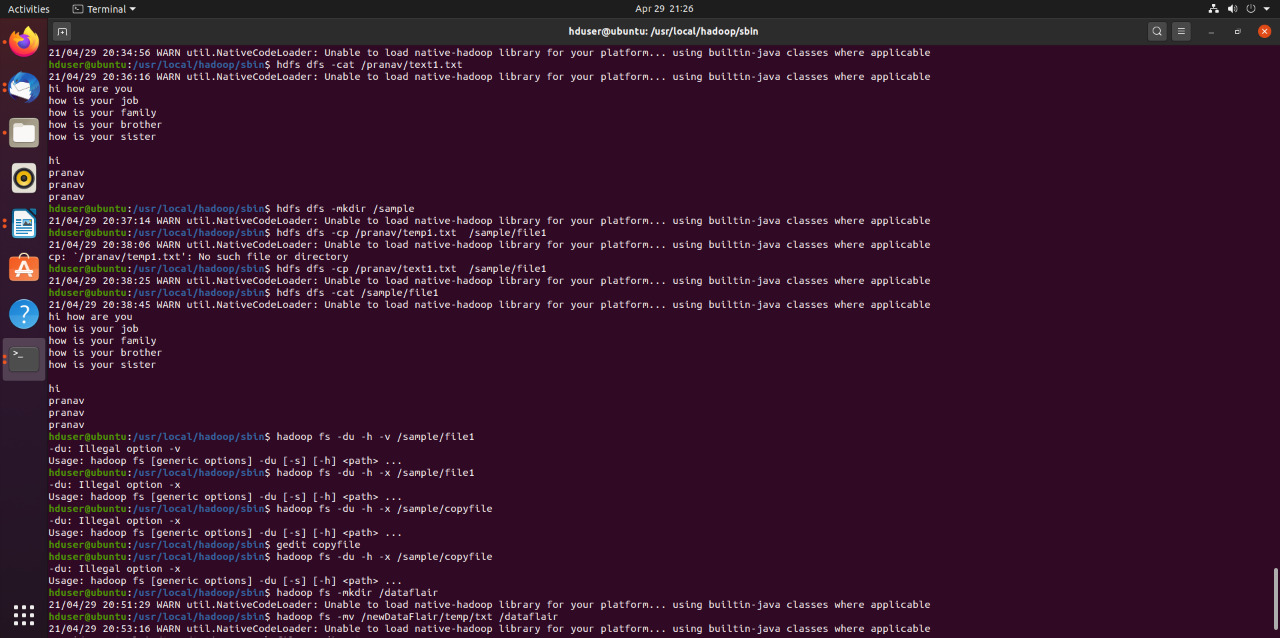 Activities Terminal Apr 29 21:26
hduser@ubuntu: /usr/local/hadoop/sbin
21/04/29 20:34:56 WARN util.NativeCodeLoader: Unable to load native-hadoop library for your platform... using builtin-java classes where applicable
hduser@ubuntu:/usr/local/hadoop/sbin$ hdfs dfs -cat /pranav/text1.txt
21/04/29 20:36:16 WARN util.NativeCodeLoader: Unable to load native-hadoop library for your platform... using builtin-java classes where applicable
hi how are you
how is your job
how is your family
how is your brother
how is your sister
hi
pranav
pranav
pranav
hduser@ubuntu:/usr/local/hadoop/sbin$ hdfs dfs -mkdir /sample
21/04/29 20:37:14 WARN util.NativeCodeLoader: Unable to load native-hadoop library for your platform... using builtin-java classes where applicable
hduser@ubuntu:/usr/local/hadoop/sbin$ hdfs dfs -cp /pranav/temp1.txt  /sample/file1
21/04/29 20:38:06 WARN util.NativeCodeLoader: Unable to load native-hadoop library for your platform... using builtin-java classes where applicable
cp: `/pranav/temp1.txt': No such file or directory
hduser@ubuntu:/usr/local/hadoop/sbin$ hdfs dfs -cp /pranav/text1.txt  /sample/file1
21/04/29 20:38:25 WARN util.NativeCodeLoader: Unable to load native-hadoop library for your platform... using builtin-java classes where applicable
hduser@ubuntu:/usr/local/hadoop/sbin$ hdfs dfs -cat /sample/file1
21/04/29 20:38:45 WARN util.NativeCodeLoader: Unable to load native-hadoop library for your platform... using builtin-java classes where applicable
hi how are you
how is your job
how is your family
how is your brother
how is your sister
hi
pranav
pranav
pranav
hduser@ubuntu:/usr/local/hadoop/sbin$ hadoop fs -du -h -v /sample/file1
-du: Illegal option -v
Usage: hadoop fs [generic options] -du [-s] [-h] <path> ...
hduser@ubuntu:/usr/local/hadoop/sbin$ hadoop fs -du -h -x /sample/file1
-du: Illegal option -x
Usage: hadoop fs [generic options] -du [-s] [-h] <path> ...
hduser@ubuntu:/usr/local/hadoop/sbin$ hadoop fs -du -h -x /sample/copyfile
-du: Illegal option -x
Usage: hadoop fs [generic options] -du [-s] [-h] <path> ...
hduser@ubuntu:/usr/local/hadoop/sbin$ gedit copyfile
hduser@ubuntu:/usr/local/hadoop/sbin$ hadoop fs -du -h -x /sample/copyfile
-du: Illegal option -x
Usage: hadoop fs [generic options] -du [-s] [-h] <path> ...
hduser@ubuntu:/usr/local/hadoop/sbin$ hadoop fs -mkdir /dataflair
21/04/29 20:51:29 WARN util.NativeCodeLoader: Unable to load native-hadoop library for your platform... using builtin-java classes where applicable
hduser@ubuntu:/usr/local/hadoop/sbin$ hadoop fs -mv /newDataFlair/temp/txt /dataflair
21/04/29 20:53:16 WARN util.NativeCodeLoader: Unable to load native-hadoop library for your platform... using builtin-java classes where applicable